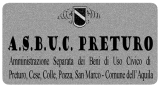 A.S.B.U.C. PRETURO
Amministrazione Separata dei Beni di Uso Civico di
Preturo, Cese, Colle, Pozza, San Marco - Comune dell'Aquila